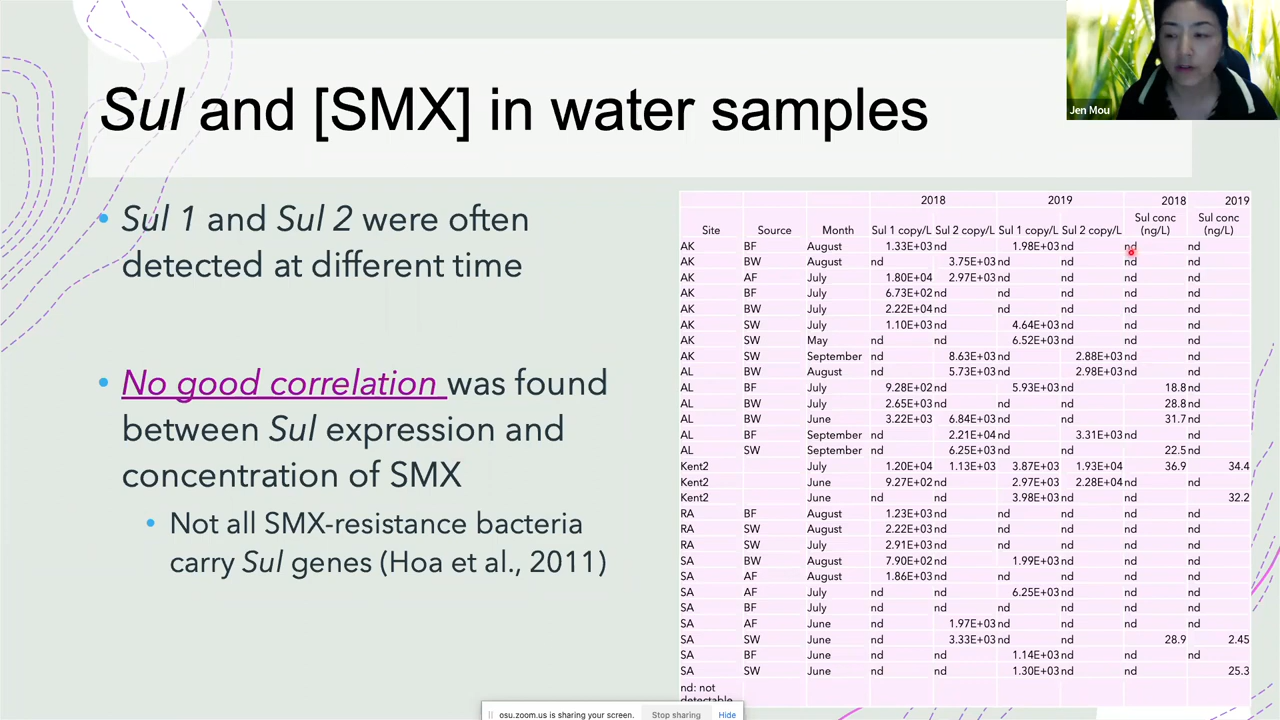 Jen Mou
Sul and [SMX] in water samples
• Sul 1 and Sul 2 were often
detected at different time
• No good correlation was found
between Sul expression and
concentration of SMX
• Not all SMX-resistance bacteria
carry Sul genes (Hoa et al., 2011)
2018 2019 2018 2019
Site Source Month Sul 1 copy/L Sul 2 copy/L Sul 1 copy/L Sul 2 copy/L Sul conc (ng/L) Sul conc (ng/L)
AK BF August 1.33E+03 nd 1.98E+03 nd nd nd
AK BW August nd 3.75E+03 nd nd nd nd
AK AF July 1.80E+04 2.97E+03 nd nd nd nd
AK BF July 6.73E+02 nd nd nd nd nd
AK BW July 2.22E+04 nd nd nd nd nd
AK SW July 1.10E+03 nd 4.64E+03 nd nd nd
AK SW May nd nd 6.52E+03 nd nd nd
AK SW September nd 8.63E+03 nd 2.88E+03 nd nd
AL BW August nd 5.73E+03 nd 2.98E+03 nd nd
AL BF July 9.28E+02 nd 5.93E+03 nd 18.8 nd
AL BW July 2.65E+03 nd nd nd 28.8 nd
AL BW June 3.22E+03 6.84E+03 nd nd 31.7 nd
AL BF September nd 2.21E+04 nd 3.31E+03 nd nd
AL SW September nd 6.25E+03 nd nd 22.5 nd
Kent2 July 1.20E+04 1.13E+03 3.87E+03 1.93E+04 36.9 34.4
Kent2 June 9.27E+02 nd 2.97E+03 2.28E+04 nd nd
Kent2 June nd nd 3.98E+03 nd nd 32.2
RA BF August 1.23E+03 nd nd nd nd nd
RA SW August 2.22E+03 nd nd nd nd nd
RA SW July 2.91E+03 nd nd nd nd nd
SA BW August 7.90E+02 nd 1.99E+03 nd nd nd
SA AF August 1.86E+03 nd nd nd nd nd
SA AF July nd nd 6.25E+03 nd nd nd
SA BF July nd nd nd nd nd nd
SA AF June nd 1.97E+03 nd nd nd nd
SA SW June nd 3.33E+03 nd nd 28.9 2.45
SA BF June nd nd 1.14E+03 nd nd nd
SA SW June nd nd 1.30E+03 nd nd 25.3
nd: not
detectable
osu.zoom.us is sharing your screen. Stop sharing Hide